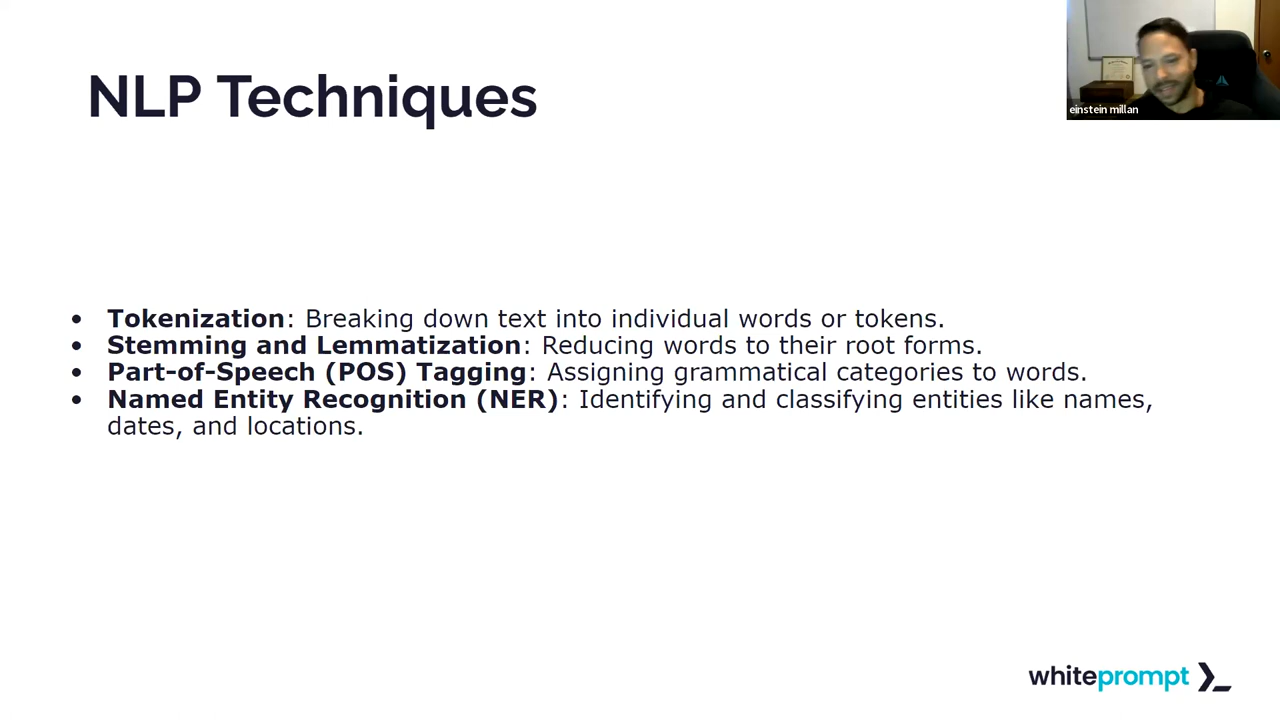 NLP Techniques
einstein millan
• Tokenization: Breaking down text into individual words or tokens.
• Stemming and Lemmatization: Reducing words to their root forms.
• Part-of-Speech (POS) Tagging: Assigning grammatical categories to words.
• Named Entity Recognition (NER): Identifying and classifying entities like names,
dates, and locations.
whiteprompt